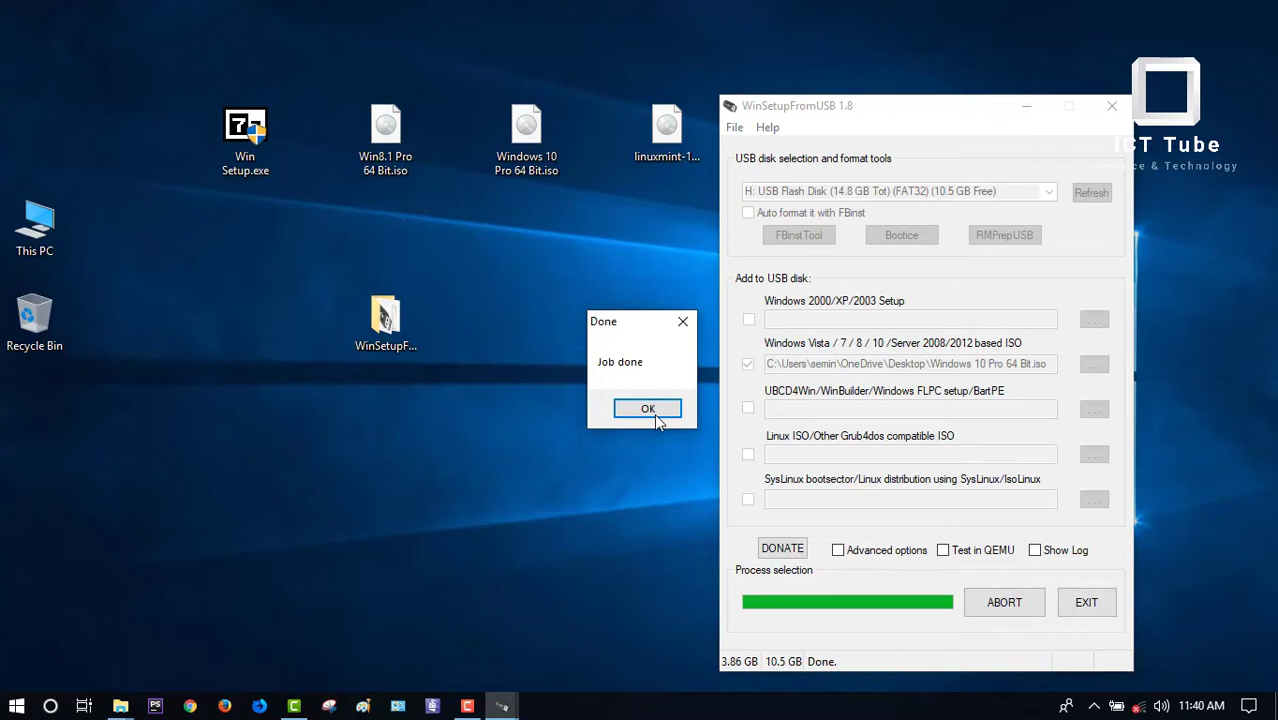 Win
Setup.exe
Win8.1 Pro
64 Bit.iso
Windows 10
Pro 64 Bit.iso
linuxmint-1...
This PC
Recycle Bin
WinSetupF...
Done
Job done
OK
WinSetupFromUSB 1.8
File Help
ICT Tube
e & Technology
USB disk selection and format tools
H: USB Flash Disk (14.8 GB Tot) (FAT32) (10.5 GB Free)
Refresh
Auto format it with FBinst
FBinstTool
Bootice
RMPrepUSB
Add to USB disk:
Windows 2000/XP/2003 Setup
...
Windows Vista / 7 / 8 / 10 /Server 2008/2012 based ISO
C:\Users\semin\OneDrive\Desktop\Windows 10 Pro 64 Bit.iso
...
UBCD4Win/WinBuilder/Windows FLPC setup/BartPE
...
Linux ISO/Other Grub4dos compatible ISO
...
SysLinux bootsector/Linux distribution using SysLinux/IsoLinux
...
DONATE
Advanced options
Test in QEMU
Show Log
Process selection
ABORT
EXIT
3.86 GB 10.5 GB Done.
11:40 AM